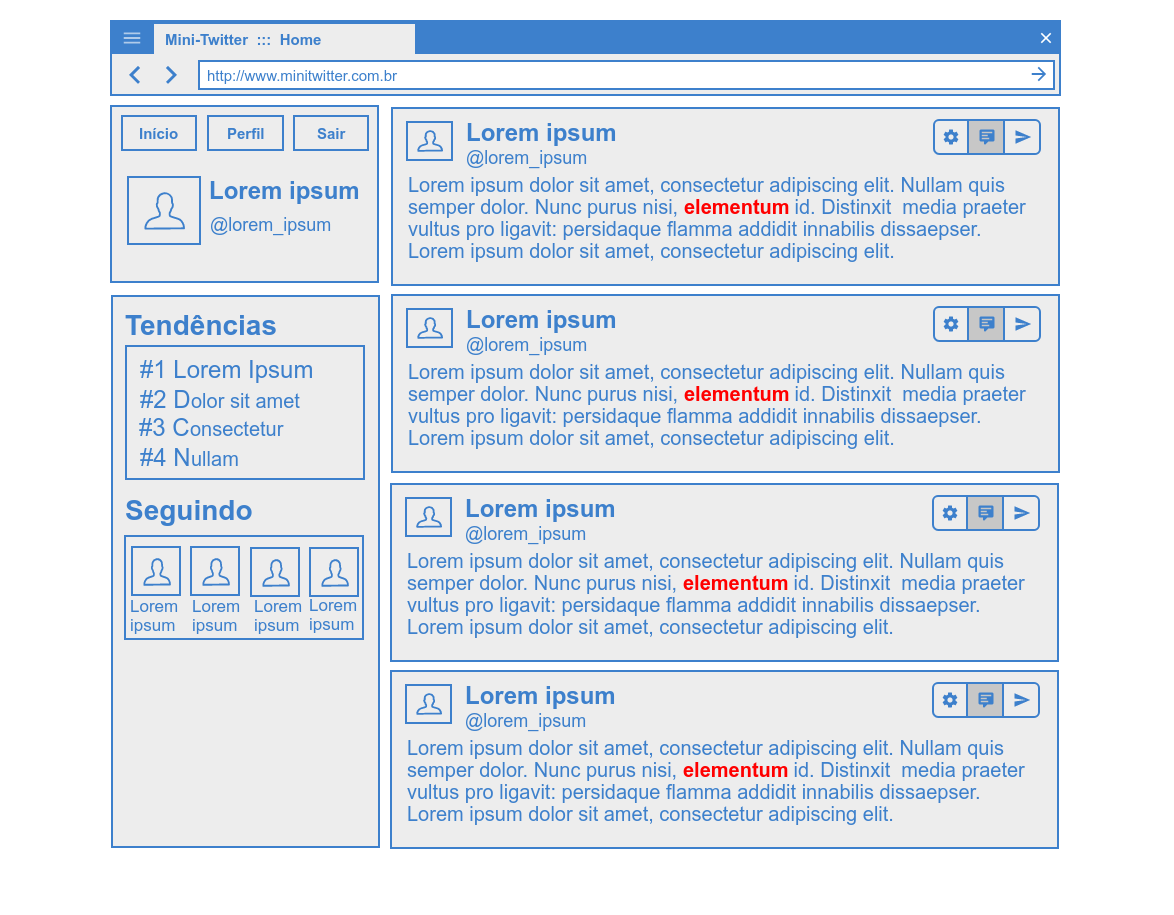 Mini-Twitter ::: Home
http://www.minitwitter.com.br
Início Perfil Sair
Lorem ipsum
@lorem_ipsum
Tendências
#1 Lorem Ipsum
#2 Dolor sit amet
#3 Consectetur
#4 Nullam
Seguindo
Lorem Lorem Lorem Lorem
ipsum ipsum ipsum ipsum
Lorem ipsum
@lorem_ipsum
Lorem ipsum dolor sit amet, consectetur adipiscing elit. Nullam quis
semper dolor. Nunc purus nisi, elementum id. Distinxit  media praeter
vultus pro ligavit: persidaque flamma addidit innabilis dissaepser.
Lorem ipsum dolor sit amet, consectetur adipiscing elit.
Lorem ipsum
@lorem_ipsum
Lorem ipsum dolor sit amet, consectetur adipiscing elit. Nullam quis
semper dolor. Nunc purus nisi, elementum id. Distinxit  media praeter
vultus pro ligavit: persidaque flamma addidit innabilis dissaepser.
Lorem ipsum dolor sit amet, consectetur adipiscing elit.
Lorem ipsum
@lorem_ipsum
Lorem ipsum dolor sit amet, consectetur adipiscing elit. Nullam quis
semper dolor. Nunc purus nisi, elementum id. Distinxit  media praeter
vultus pro ligavit: persidaque flamma addidit innabilis dissaepser.
Lorem ipsum dolor sit amet, consectetur adipiscing elit.
Lorem ipsum
@lorem_ipsum
Lorem ipsum dolor sit amet, consectetur adipiscing elit. Nullam quis
semper dolor. Nunc purus nisi, elementum id. Distinxit  media praeter
vultus pro ligavit: persidaque flamma addidit innabilis dissaepser.
Lorem ipsum dolor sit amet, consectetur adipiscing elit.